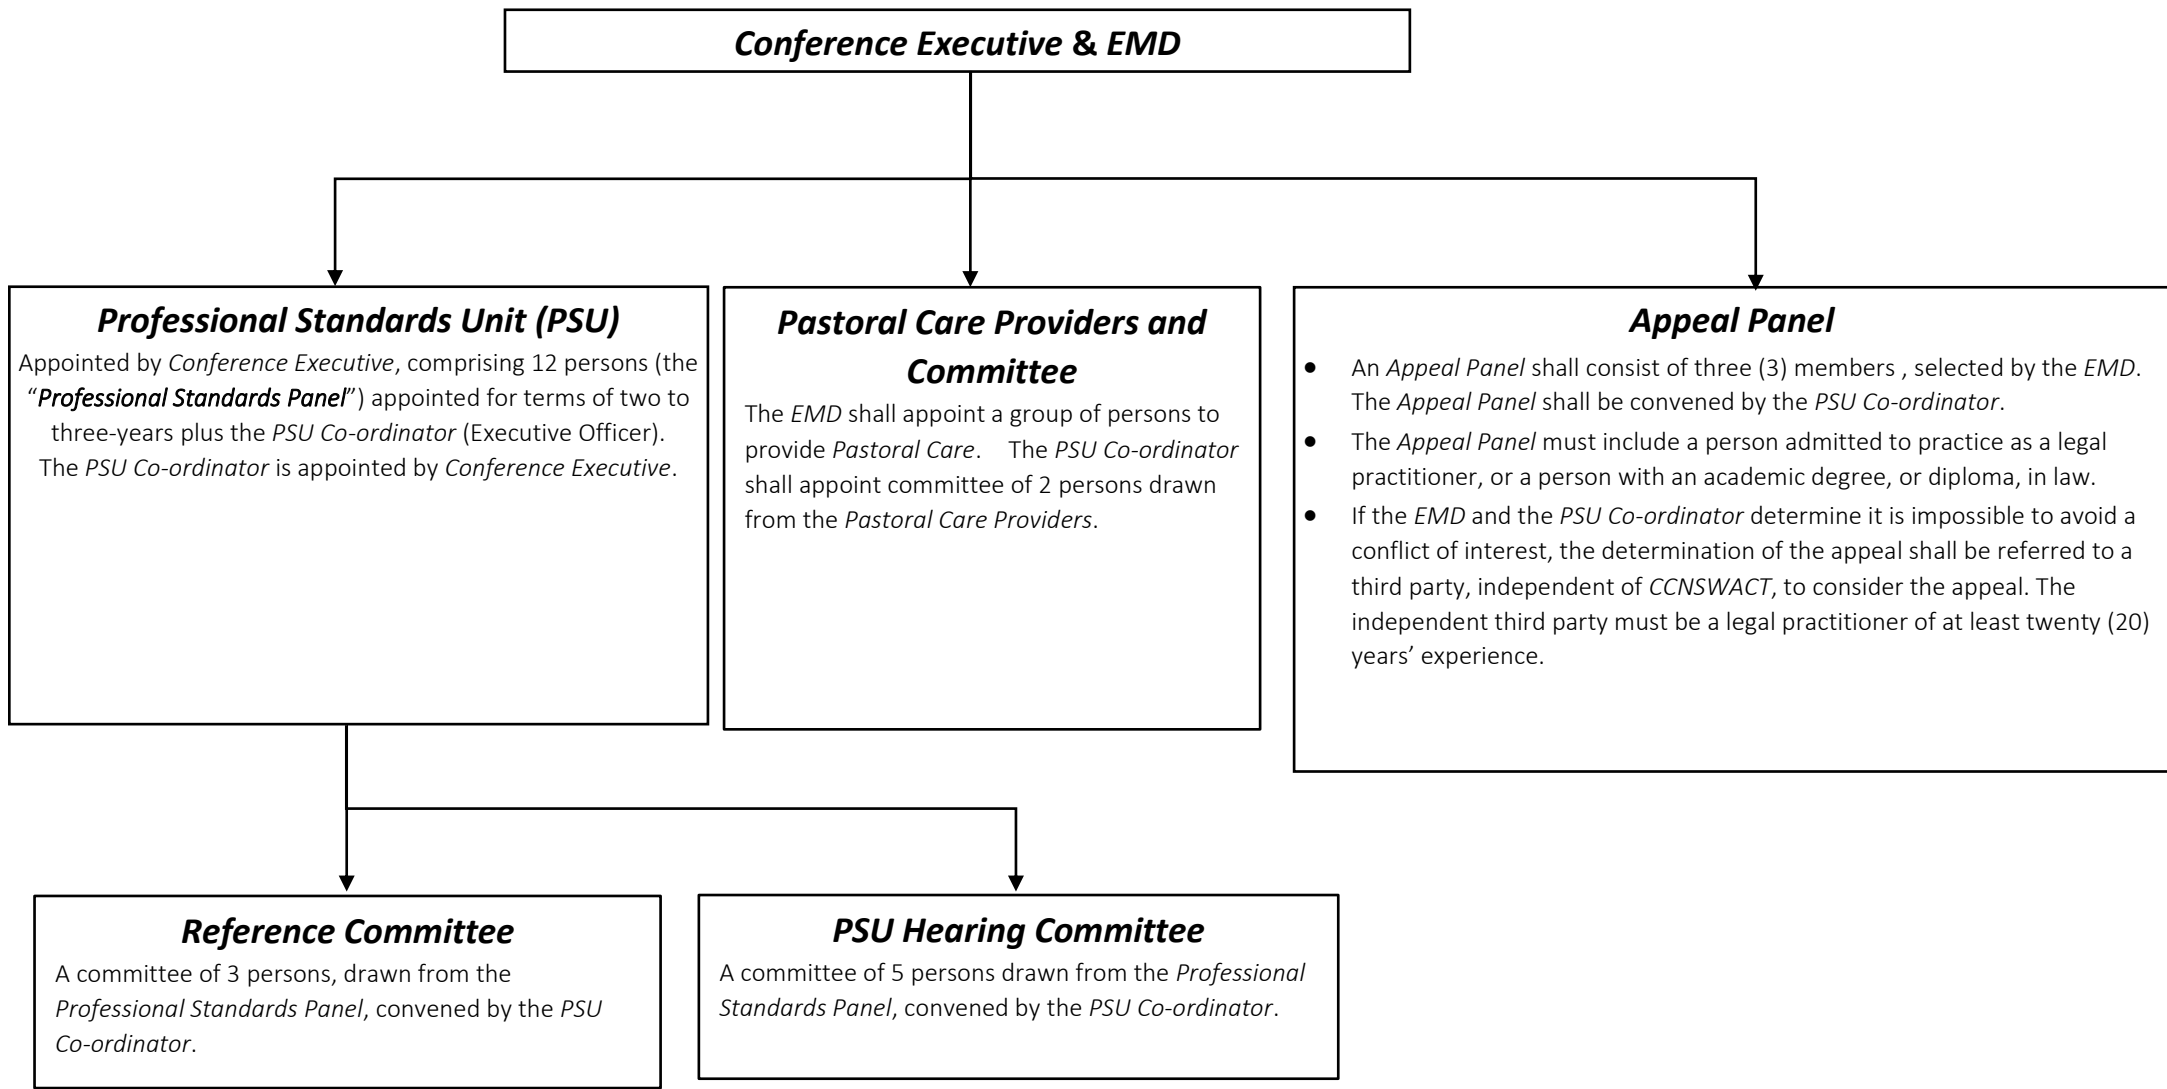 Conference Executive & EMD
Professional Standards Unit (PSU)
Appointed by Conference Executive, comprising 12 persons (the
“Professional Standards Panel”) appointed for terms of two to
three-years plus the PSU Co-ordinator (Executive Officer).
The PSU Co-ordinator is appointed by Conference Executive.
Pastoral Care Providers and
Committee
The EMD shall appoint a group of persons to
provide Pastoral Care. The PSU Co-ordinator
shall appoint committee of 2 persons drawn
from the Pastoral Care Providers.
Appeal Panel
• An Appeal Panel shall consist of three (3) members , selected by the EMD.
The Appeal Panel shall be convened by the PSU Co-ordinator.
• The Appeal Panel must include a person admitted to practice as a legal
practitioner, or a person with an academic degree, or diploma, in law.
• If the EMD and the PSU Co-ordinator determine it is impossible to avoid a
conflict of interest, the determination of the appeal shall be referred to a
third party, independent of CCNSWACT, to consider the appeal. The
independent third party must be a legal practitioner of at least twenty (20)
years’ experience.
Reference Committee
A committee of 3 persons, drawn from the
Professional Standards Panel, convened by the PSU
Co-ordinator.
PSU Hearing Committee
A committee of 5 persons drawn from the Professional
Standards Panel, convened by the PSU Co-ordinator.